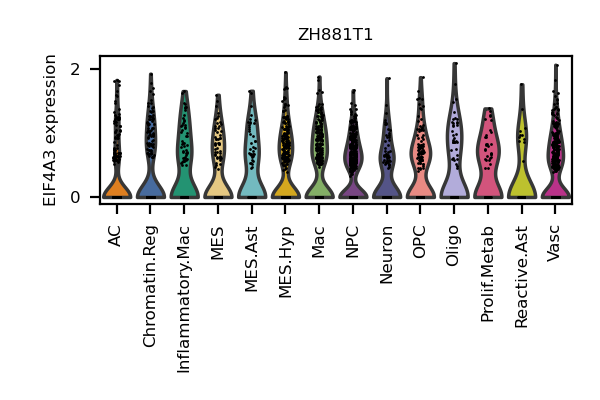 ZH881T1
EIF4A3 expression
2
0
AC
Chromatin.Reg
Inflammatory.Mac
MES
MES.Ast
MES.Hyp
Mac
NPC
Neuron
OPC
Oligo
Prolif.Metab
Reactive.Ast
Vasc